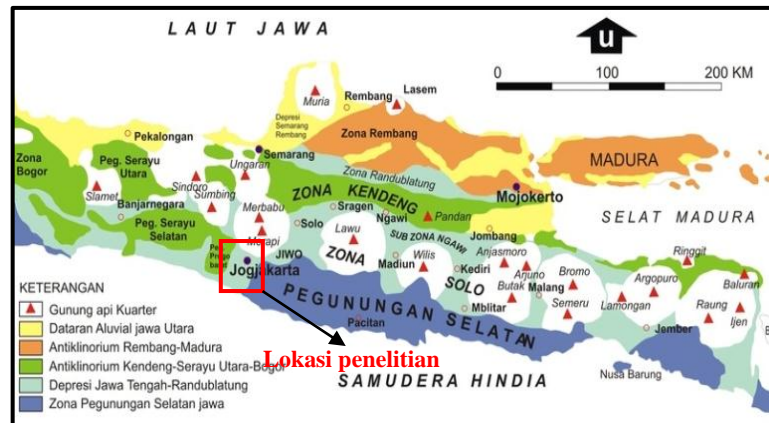 LAUT JAWA
u
0 100 200 KM
Muria
Rembang
Lasem
Depresi
Semarang
Rembang
Zona Rembang
Pekalongan
Zona
Bogor
Peg. Serayu
Utara
Semarang
Ungaran
Zona Randublatung
MADURA
Slamet
Sindoro
Sumbing
Banjarnegara
ZONA KENDENG
Mojokerto
Merbabu
Solo
Sragen
Ngawi
Pandan
SELAT MADURA
Peg. Serayu
Selatan
Merapi
Lawu
SUB ZONA NGAWI
Jombang
JIWO
ZONA
Madiun
Wilis
Anjasmoro
Ringgit
Jogjakarta
Kediri
Arjuno
Bromo
Argopuro
Baluran
SOLO
Butak
Malang
Semeru
Lamongan
Raung
Ijen
Mblitar
PEGUNUNGAN SELATAN
Pacitan
Jember
Nusa Barung
KETERANGAN
Gunung api Kuarter
Dataran Aluvial jawa Utara
Antiklinorium Rembang-Madura
Antiklinorium Kendeng-Serayu Utara-Bogor
Depresi Jawa Tengah-Randublatung
Zona Pegunungan Selatan jawa
Lokasi penelitian
SAMUDERA HINDIA